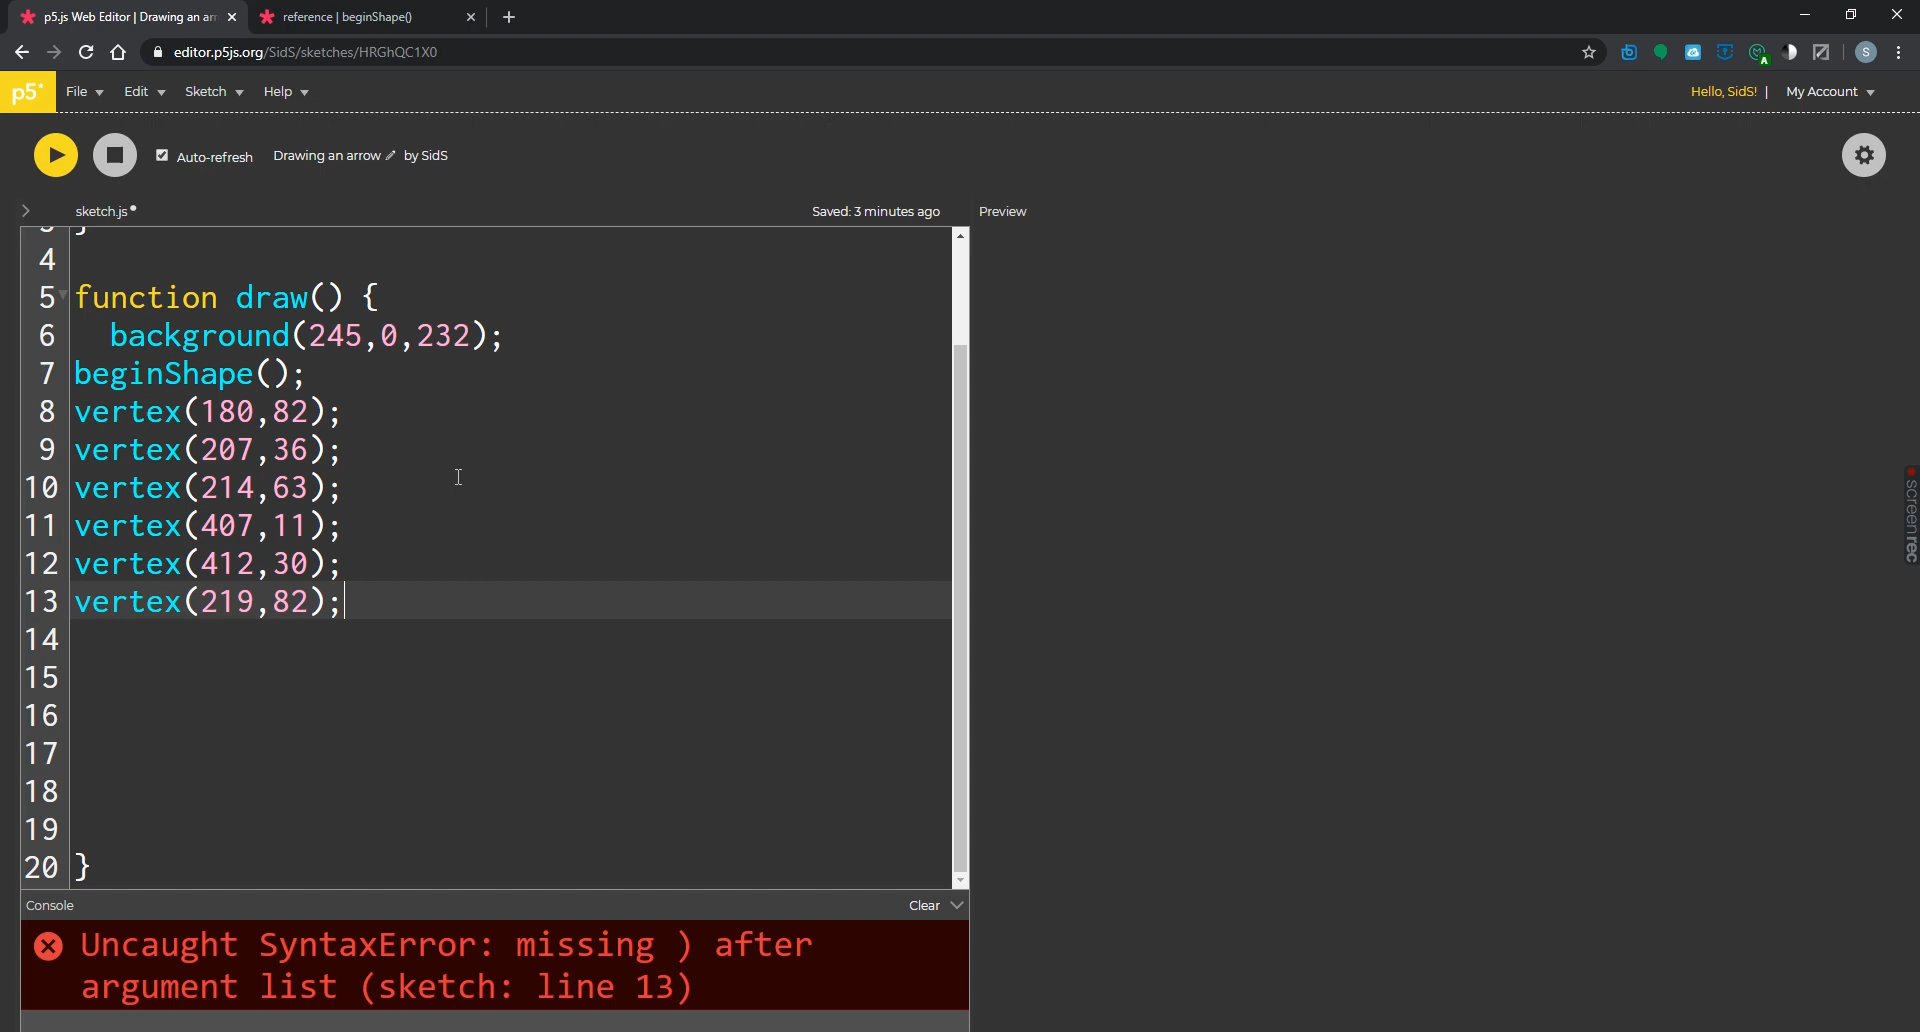 p5.js Web Editor | Drawing an arr
reference | beginShape()
editor.p5js.org/SidS/sketches/HRGhQC1X0
A
S
p5*
File
Edit
Sketch
Help
Hello, SidS! |
My Account
Auto-refresh
Drawing an arrow
by SidS
sketch.js
Saved: 3 minutes ago
Preview
4
5 function draw() {
6 background(245,0,232);
7 beginShape();
8 vertex(180,82);
9 vertex(207,36);
10 vertex(214,63);
11 vertex(407,11);
12 vertex(412,30);
13 vertex(219,82);
14
15
16
17
18
19
20 }
screenrec
Console
Clear
Uncaught SyntaxError: missing ) after
argument list (sketch: line 13)